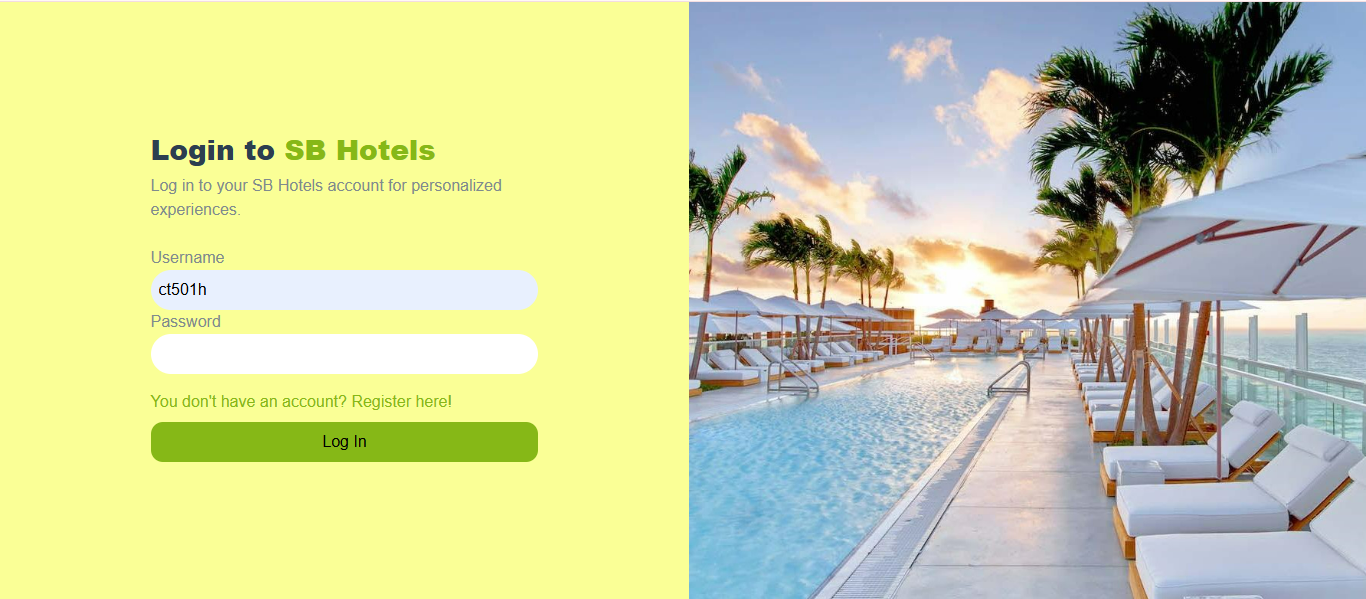 Login to SB Hotels
Log in to your SB Hotels account for personalized
experiences.
Username
ct501h
Password
You don't have an account? Register here!
Log In